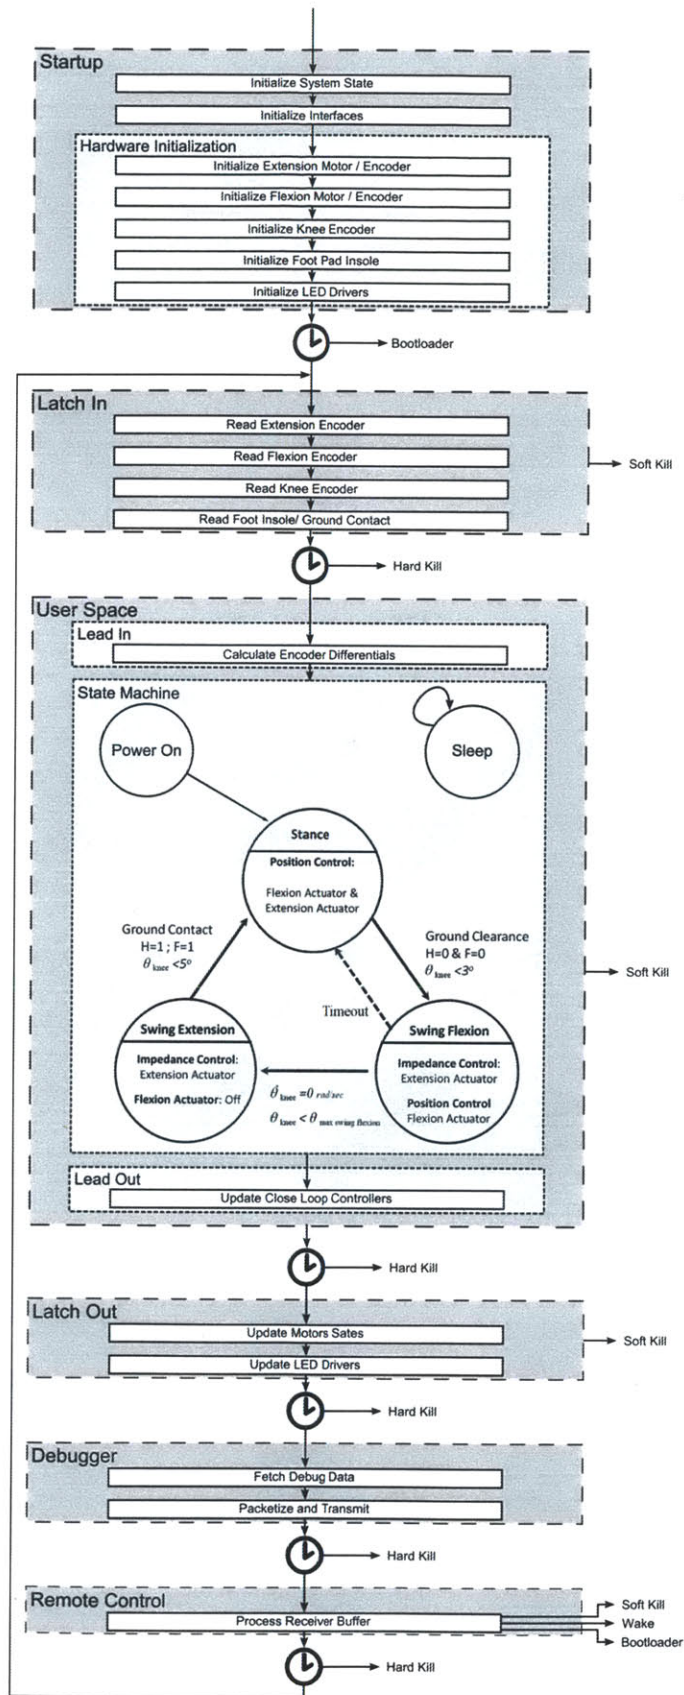 Startup
Initialize System State
Initialize Interfaces
Hardware Initialization
Initialize Extension Motor / Encoder
Initialize Flexion Motor / Encoder
Initialize Knee Encoder
Initialize Foot Pad Insole
Initialize LED Drivers
Bootloader
Latch In
Read Extension Encoder
Read Flexion Encoder
Soft Kill
Read Knee Encoder
Read Foot Insole/ Ground Contact
Hard Kill
User Space
Lead In
Calculate Encoder Differentials
State Machine
Power On
Sleep
Stance
Position Control:
Flexion Actuator &
Extension Actuator
Ground Contact
H=1 ; F=1
θ knee <5º
Ground Clearance
H=0 & F=0
θ knee <3º
Soft Kill
Timeout
Swing Extension
Impedance Control:
Extension Actuator
Flexion Actuator: Off
Swing Flexion
Impedance Control:
Extension Actuator
Position Control
Flexion Actuator
θ̇ knee =0 rad/sec
θ knee < θ max swing flexion
Lead Out
Update Close Loop Controllers
Hard Kill
Latch Out
Update Motors Sates
Soft Kill
Update LED Drivers
Hard Kill
Debugger
Fetch Debug Data
Packetize and Transmit
Hard Kill
Remote Control
Process Receiver Buffer
Soft Kill
Wake
Bootloader
Hard Kill